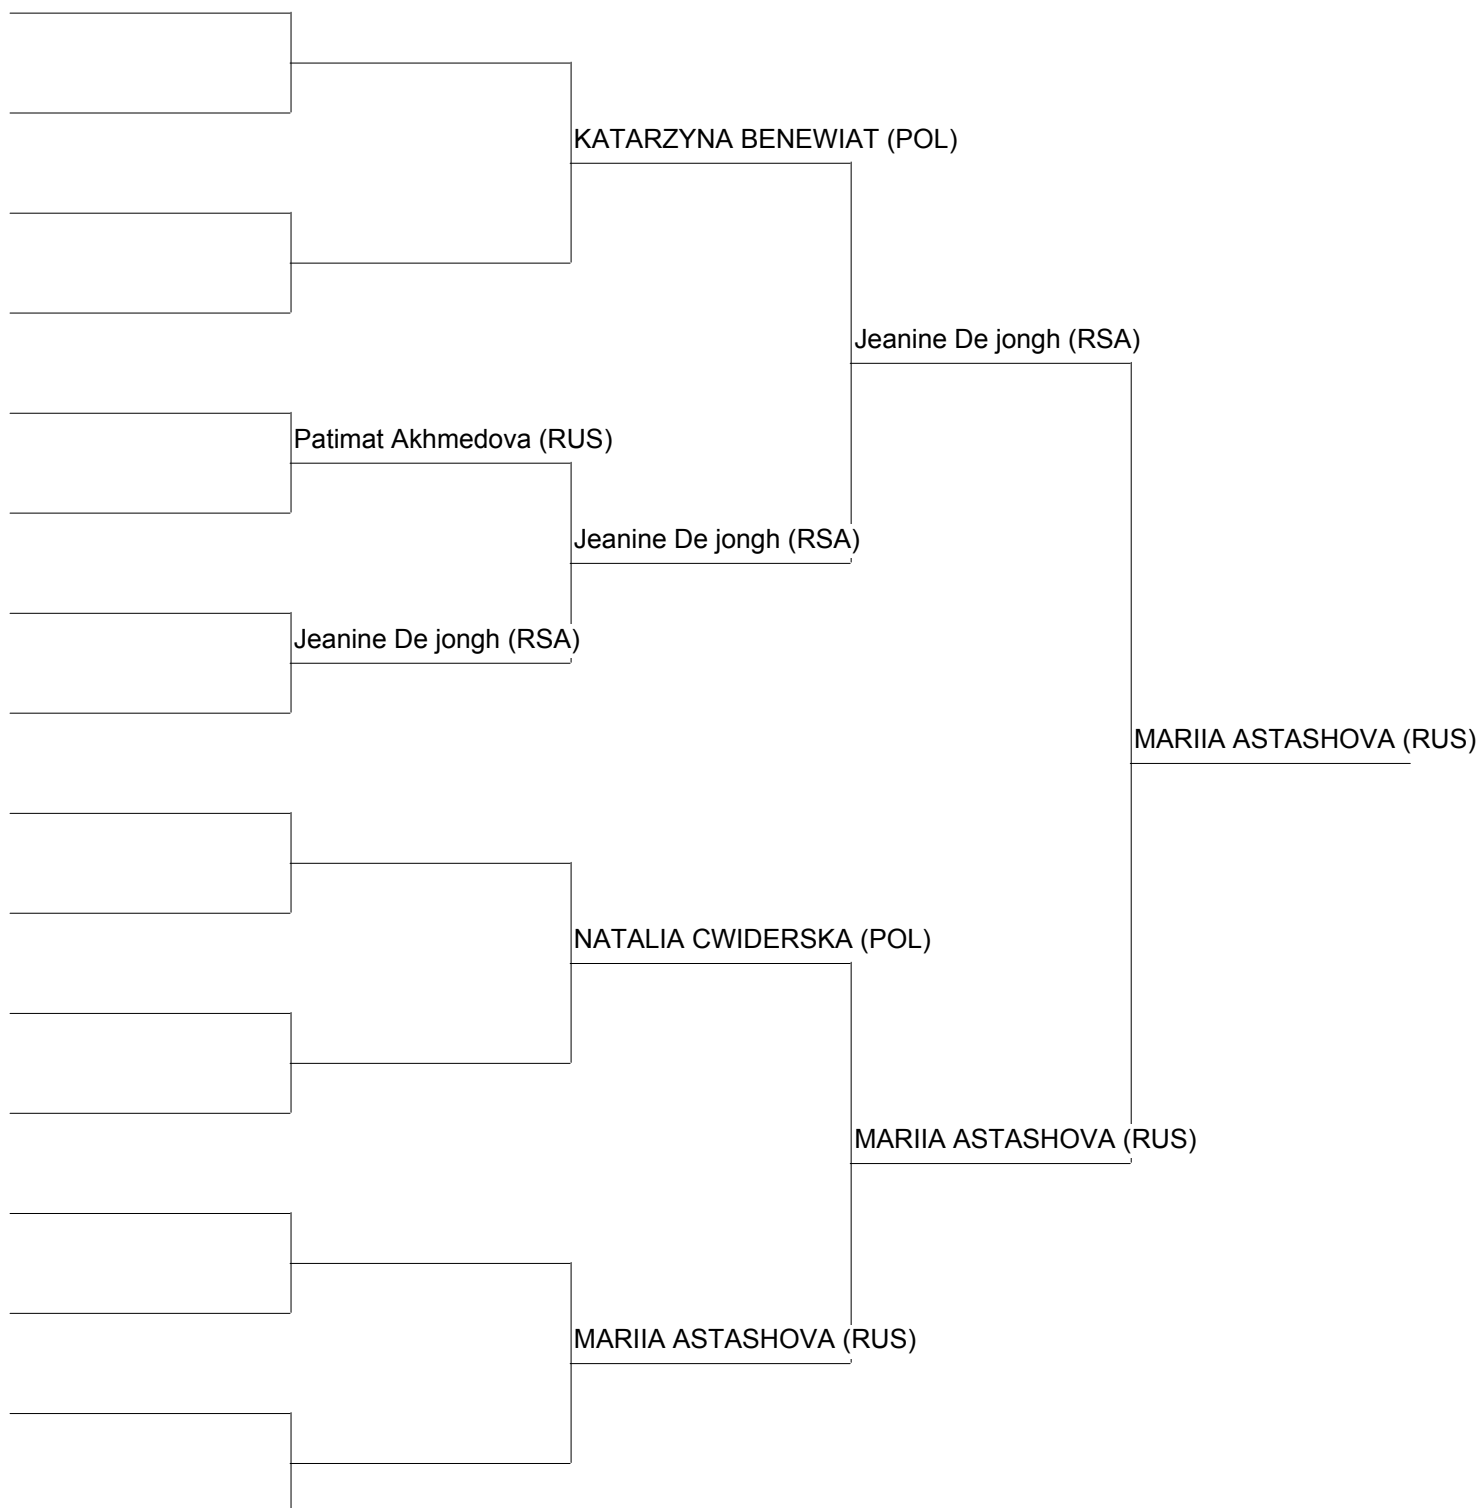 KATARZYNA BENEWIAT (POL)
Jeanine De jongh (RSA)
Patimat Akhmedova (RUS)
Jeanine De jongh (RSA)
Jeanine De jongh (RSA)
MARIIA ASTASHOVA (RUS)
NATALIA CWIDERSKA (POL)
MARIIA ASTASHOVA (RUS)
MARIIA ASTASHOVA (RUS)